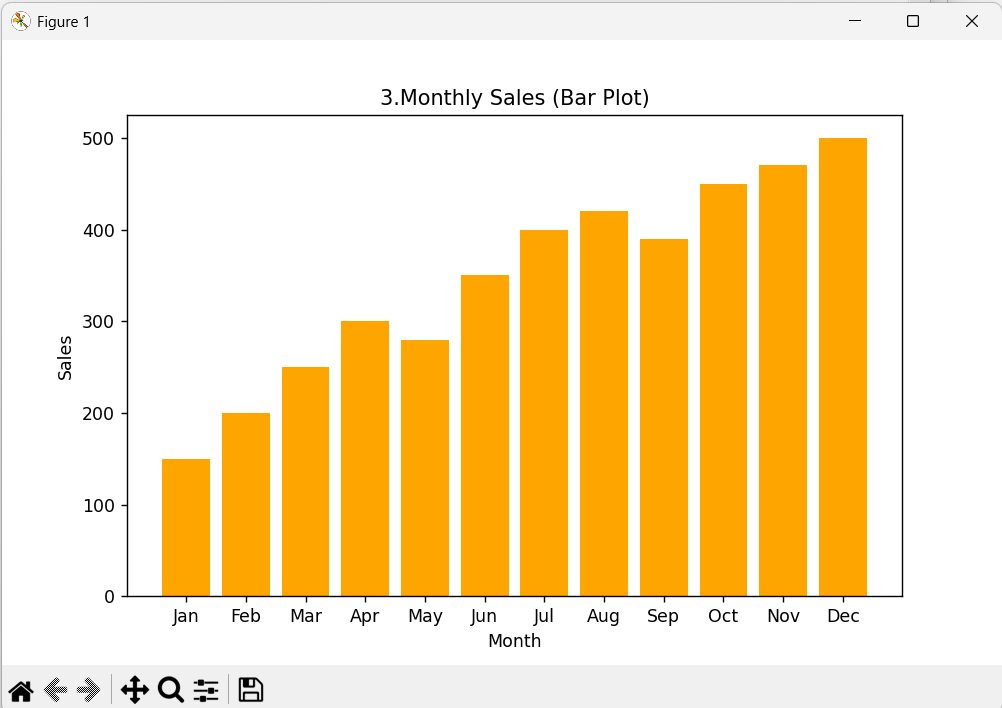 Figure 1
3.Monthly Sales (Bar Plot)
500
400
300
200
100
0
Sales
Jan Feb Mar Apr May Jun Jul Aug Sep Oct Nov Dec
Month